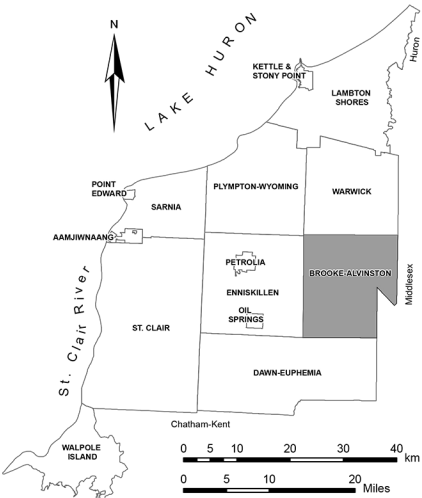 N
LAKE HURON
Huron
KETTLE &
STONY POINT
LAMBTON
SHORES
POINT
EDWARD
SARNIA
PLYMPTON-WYOMING
WARWICK
AAMJIWNAANG
PETROLIA
BROOKE-ALVINSTON
Middlesex
ENNISKILLEN
St. Clair River
OIL
SPRINGS
ST. CLAIR
DAWN-EUPHEMIA
Chatham-Kent
WALPOLE
ISLAND
0 5 10 20 30 40 km
0 5 10 20 Miles